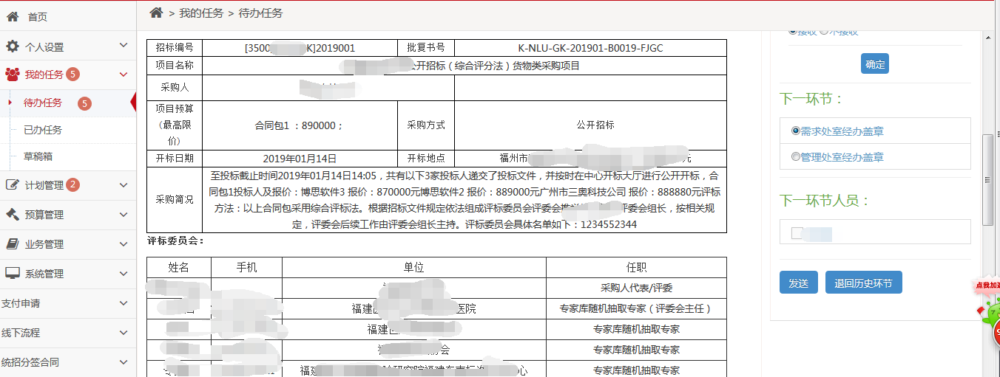 首页
个人设置
我的任务 5
待办任务 5
已办任务
草稿箱
计划管理 2
预算管理
业务管理
系统管理
支付申请
线下流程
统招分签合同
> 我的任务 > 待办任务
招标编号 [3500 K]2019001 批复书号 K-NLU-GK-201901-B0019-FJGC
项目名称 公开招标（综合评分法）货物类采购项目
采购人
项目预算（最高限价） 合同包1 ：890000； 采购方式 公开招标
开标日期 2019年01月14日 开标地点 福州市
采购简况
至投标截止时间2019年01月14日14:05，共有以下3家投标人递交了投标文件，并按时在中心开标大厅进行公开开标，合
同包1投标人及报价：博思软件3 报价：870000元博思软件2 报价：889000元广州市三奥科技公司 报价：888880元评标
方法：以上合同包采用综合评标法。根据招标文件规定依法组成评标委员会评委会推 评委会组长，按相关规
定，评委会后续工作由评委会组长主持。评标委员会具体名单如下：1234552344
评标委员会：
姓名 手机 单位 任职
采购人代表/评委
福建 医院 专家库随机抽取专家（评委会主任）
福建 专家库随机抽取专家
会 专家库随机抽取专家
福建 心 专家库随机抽取专家
接收 不接收
确定
下一环节：
需求处室经办盖章
管理处室经办盖章
下一环节人员：
发送 退回历史环节
点我加速